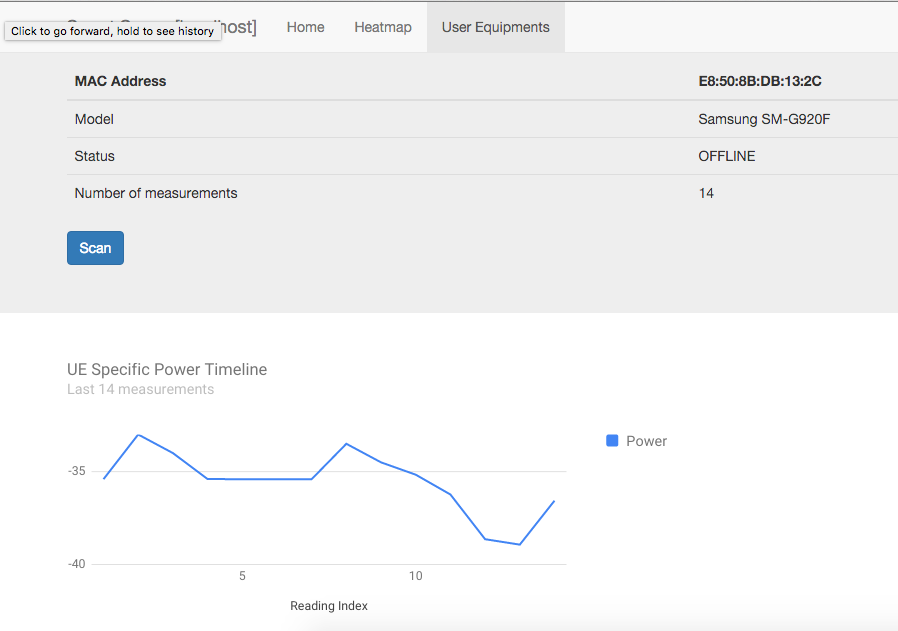 Click to go forward, hold to see history
Home
Heatmap
User Equipments
MAC Address E8:50:8B:DB:13:2C
Model Samsung SM-G920F
Status OFFLINE
Number of measurements 14
Scan
UE Specific Power Timeline
Last 14 measurements
Power
-35
-40
5 10
Reading Index